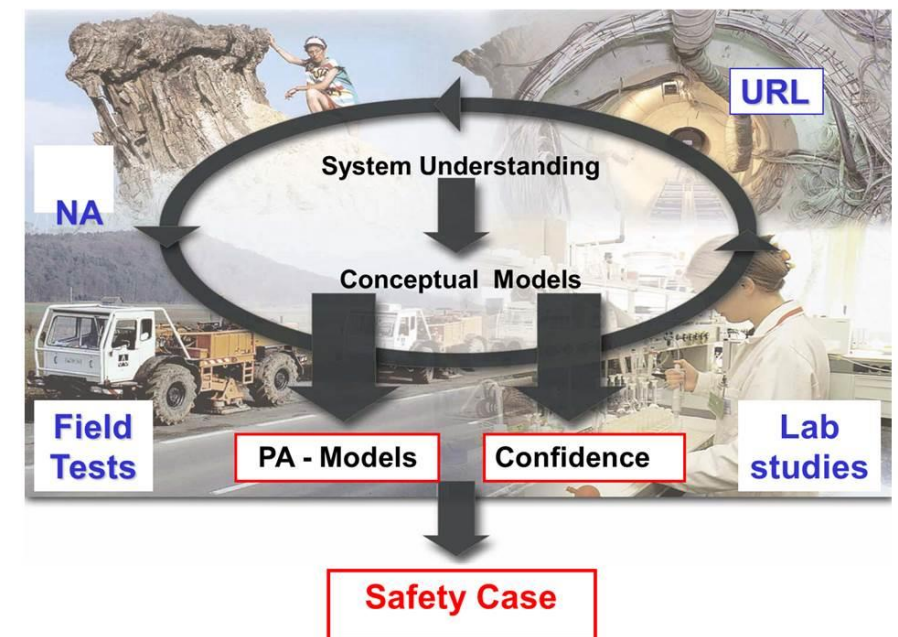 URL
System Understanding
NA
Conceptual Models
Field
Tests
PA - Models
Confidence
Lab
studies
Safety Case